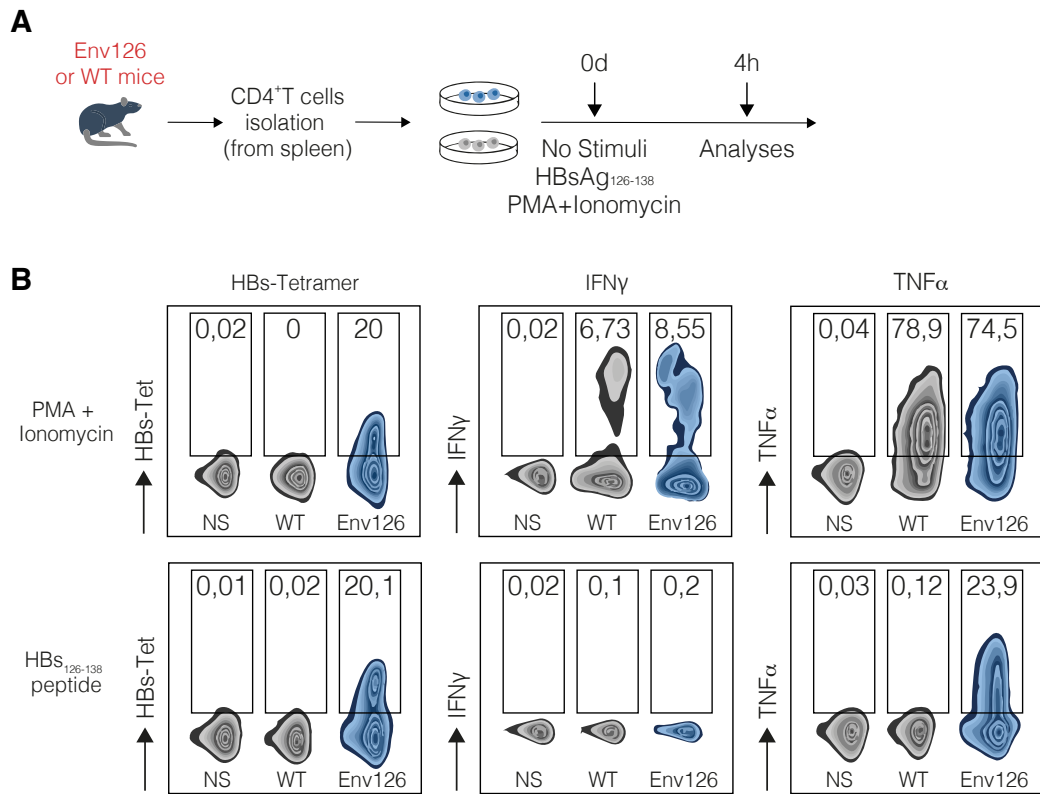 A
Env126
or WT mice
CD4⁺T cells
isolation
(from spleen)
0d
4h
No Stimuli
HBsAg₁₂₆₋₁₃₈
PMA+Ionomycin
Analyses
B
HBs-Tetramer
IFNγ
TNFα
PMA +
Ionomycin
HBs-Tet
0,02
0
20
NS
WT
Env126
IFNγ
0,02
6,73
8,55
NS
WT
Env126
TNFα
0,04
78,9
74,5
NS
WT
Env126
HBs₁₂₆₋₁₃₈
peptide
HBs-Tet
0,01
0,02
20,1
NS
WT
Env126
IFNγ
0,02
0,1
0,2
NS
WT
Env126
TNFα
0,03
0,12
23,9
NS
WT
Env126